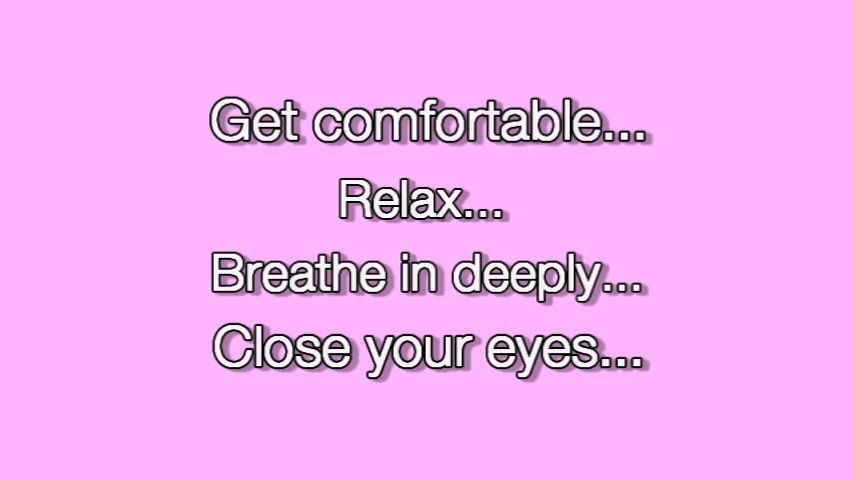 Get comfortable...
Relax...
Breathe in deeply...
Close your eyes...